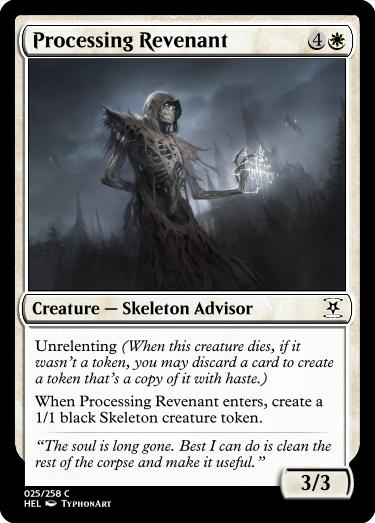 Processing Revenant 4
Creature — Skeleton Advisor
Unrelenting (When this creature dies, if it
wasn't a token, you may discard a card to create
a token that's a copy of it with haste.)
When Processing Revenant enters, create a
1/1 black Skeleton creature token.
"The soul is long gone. Best I can do is clean the
rest of the corpse and make it useful."
3/3
025/258 C
HEL TyphonArt